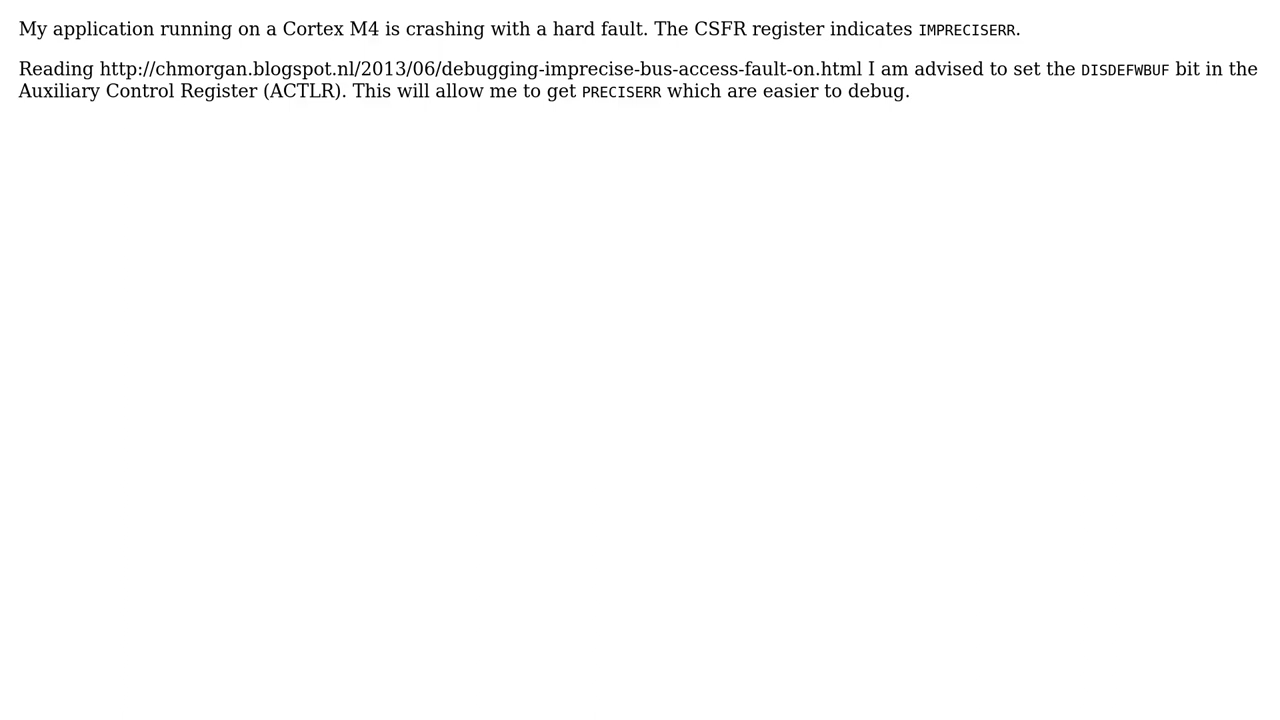 My application running on a Cortex M4 is crashing with a hard fault. The CSFR register indicates IMPRECISERR.
Reading http://chmorgan.blogspot.nl/2013/06/debugging-imprecise-bus-access-fault-on.html I am advised to set the DISDEFWBUF bit in the
Auxiliary Control Register (ACTLR). This will allow me to get PRECISERR which are easier to debug.